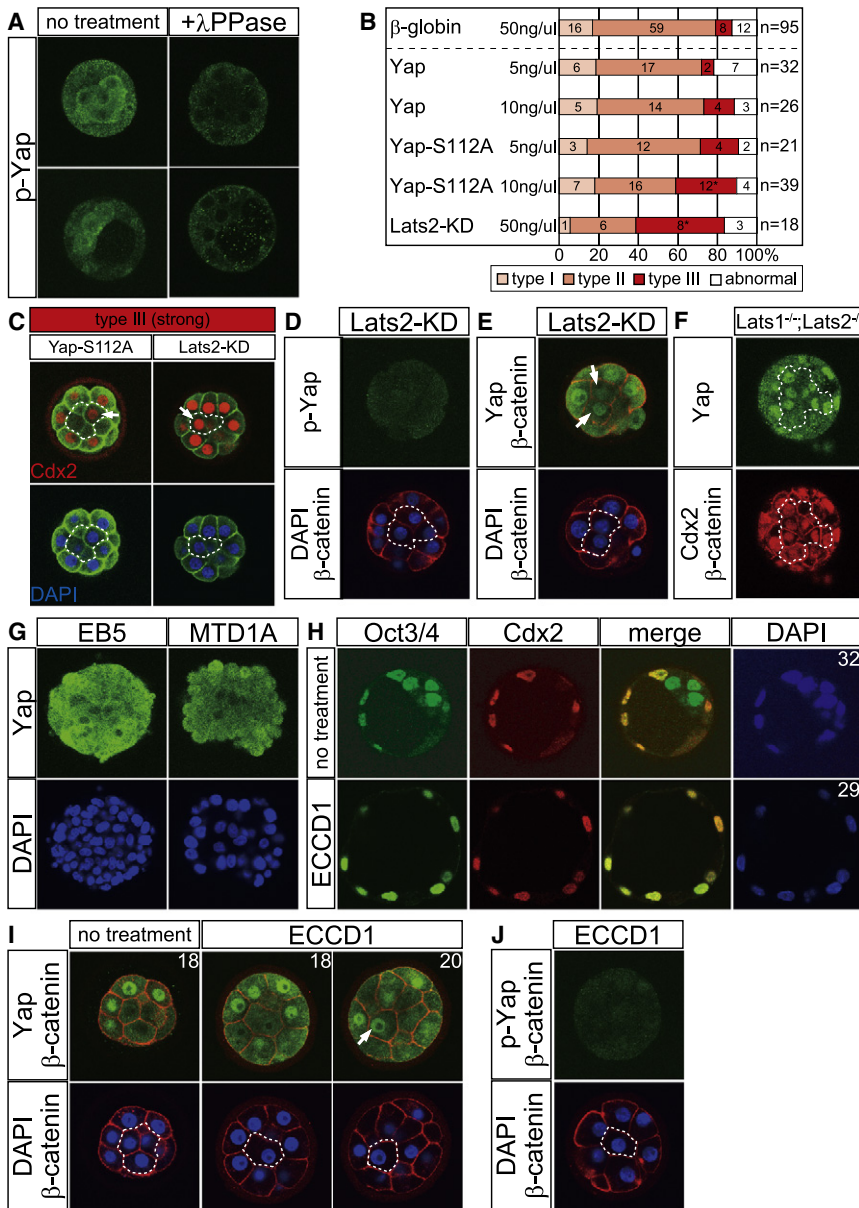 A
no treatment
+λPPase
p-Yap
B
β-globin 50ng/ul 16 59 8 12 n=95
Yap 5ng/ul 6 17 2 7 n=32
Yap 10ng/ul 5 14 4 3 n=26
Yap-S112A 5ng/ul 3 12 4 2 n=21
Yap-S112A 10ng/ul 7 16 12* 4 n=39
Lats2-KD 50ng/ul 1 6 8* 3 n=18
0 20 40 60 80 100%
type I type II type III abnormal
C
type III (strong)
Yap-S112A
Lats2-KD
Cdx2
DAPI
D
Lats2-KD
p-Yap
DAPI
β-catenin
E
Lats2-KD
Yap
β-catenin
DAPI
β-catenin
F
Lats1-/-;Lats2-/
Yap
Cdx2
β-catenin
G
EB5
MTD1A
Yap
DAPI
H
Oct3/4
Cdx2
merge
DAPI
no treatment
32
ECCD1
29
I
no treatment
ECCD1
Yap
β-catenin
18
18
20
DAPI
β-catenin
J
ECCD1
p-Yap
β-catenin
DAPI
β-catenin